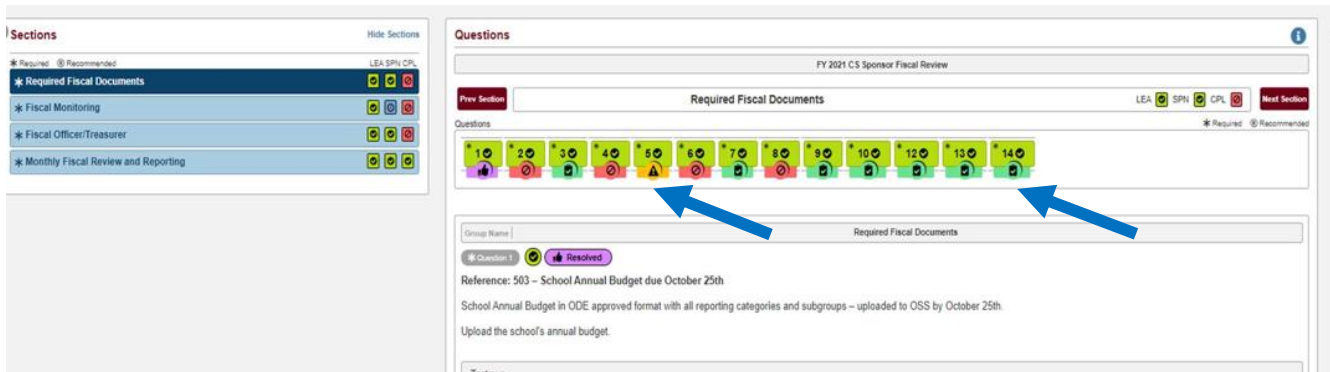 Sections
Hide Sections
* Required ® Recommended
LEA SPN CPL
* Required Fiscal Documents
* Fiscal Monitoring
* Fiscal Officer/Treasurer
* Monthly Fiscal Review and Reporting
Questions
FY 2021 CS Sponsor Fiscal Review
Prev Section
Required Fiscal Documents
LEA SPN CPL
Next Section
Questions
* Required ® Recommended
* 1 * 2 * 3 * 4 * 5 * 6 * 7 * 8 * 9 * 10 * 12 * 13 * 14
Group Name
Required Fiscal Documents
* Question 1
Resolved
Reference: 503 – School Annual Budget due October 25th
School Annual Budget in ODE approved format with all reporting categories and subgroups – uploaded to OSS by October 25th.
Upload the school's annual budget.